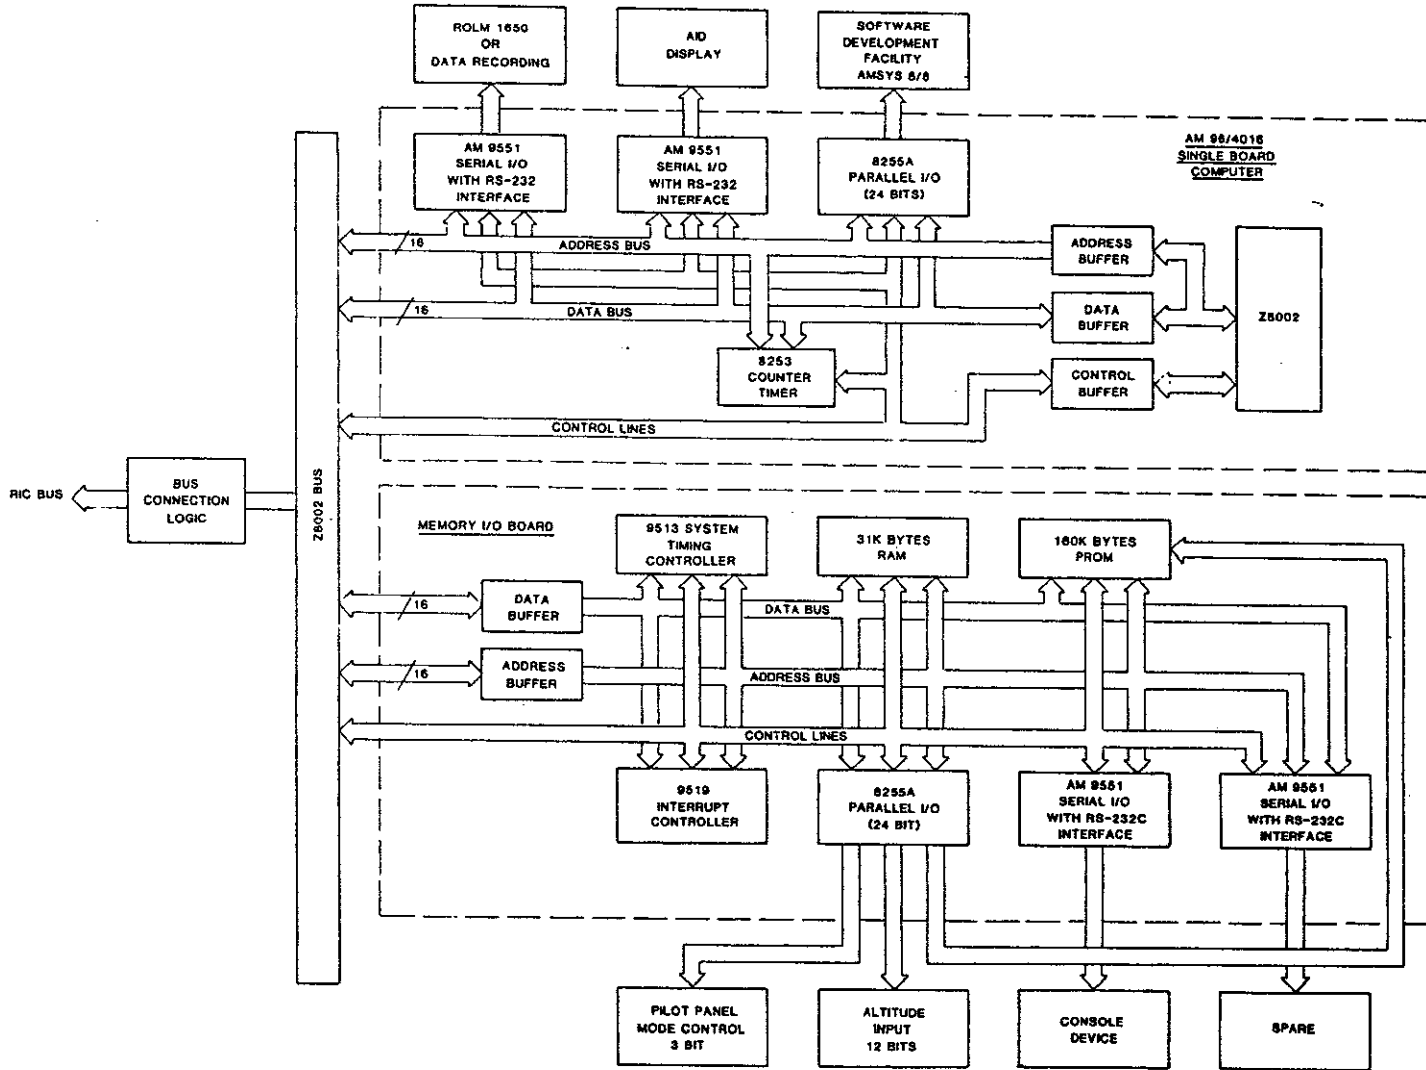 ROLM 1650
OR
DATA RECORDING
AID
DISPLAY
SOFTWARE
DEVELOPMENT
FACILITY
AMSYS 8/8
AM 9551
SERIAL I/O
WITH RS-232
INTERFACE
AM 9551
SERIAL I/O
WITH RS-232
INTERFACE
8255A
PARALLEL I/O
(24 BITS)
AM 96/4016
SINGLE BOARD
COMPUTER
16
ADDRESS BUS
ADDRESS
BUFFER
16
DATA BUS
DATA
BUFFER
Z8002
8253
COUNTER
TIMER
CONTROL
BUFFER
CONTROL LINES
RIC BUS
BUS
CONNECTION
LOGIC
Z8002 BUS
MEMORY I/O BOARD
9513 SYSTEM
TIMING
CONTROLLER
31K BYTES
RAM
160K BYTES
PROM
16
DATA
BUFFER
DATA BUS
16
ADDRESS
BUFFER
ADDRESS BUS
CONTROL LINES
9519
INTERRUPT
CONTROLLER
8255A
PARALLEL I/O
(24 BIT)
AM 9551
SERIAL I/O
WITH RS-232C
INTERFACE
AM 9551
SERIAL I/O
WITH RS-232C
INTERFACE
PILOT PANEL
MODE CONTROL
3 BIT
ALTITUDE
INPUT
12 BITS
CONSOLE
DEVICE
SPARE